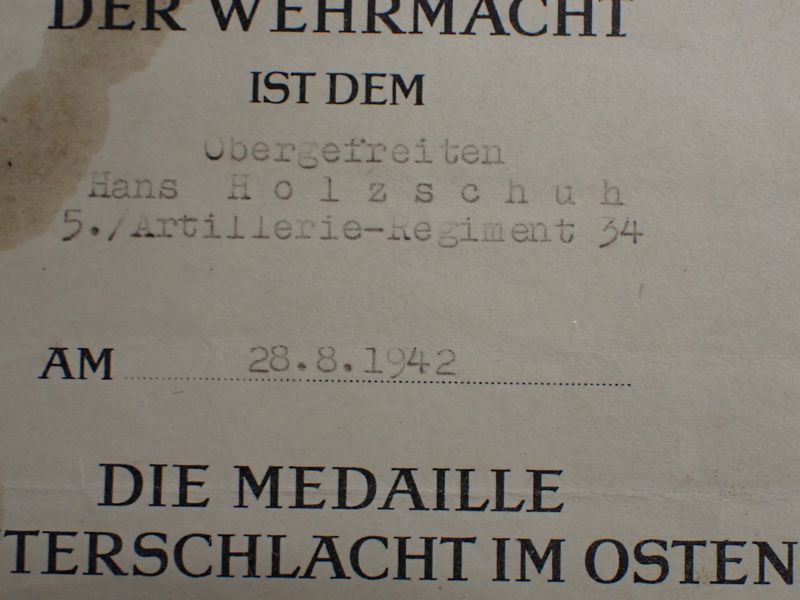 DER WEHRMACHT
IST DEM
Obergefreiten
Hans H o l z s c h u h
5./Artillerie-Regiment 34
AM 28.8.1942
DIE MEDAILLE
TERSCHLACHT IM OSTEN